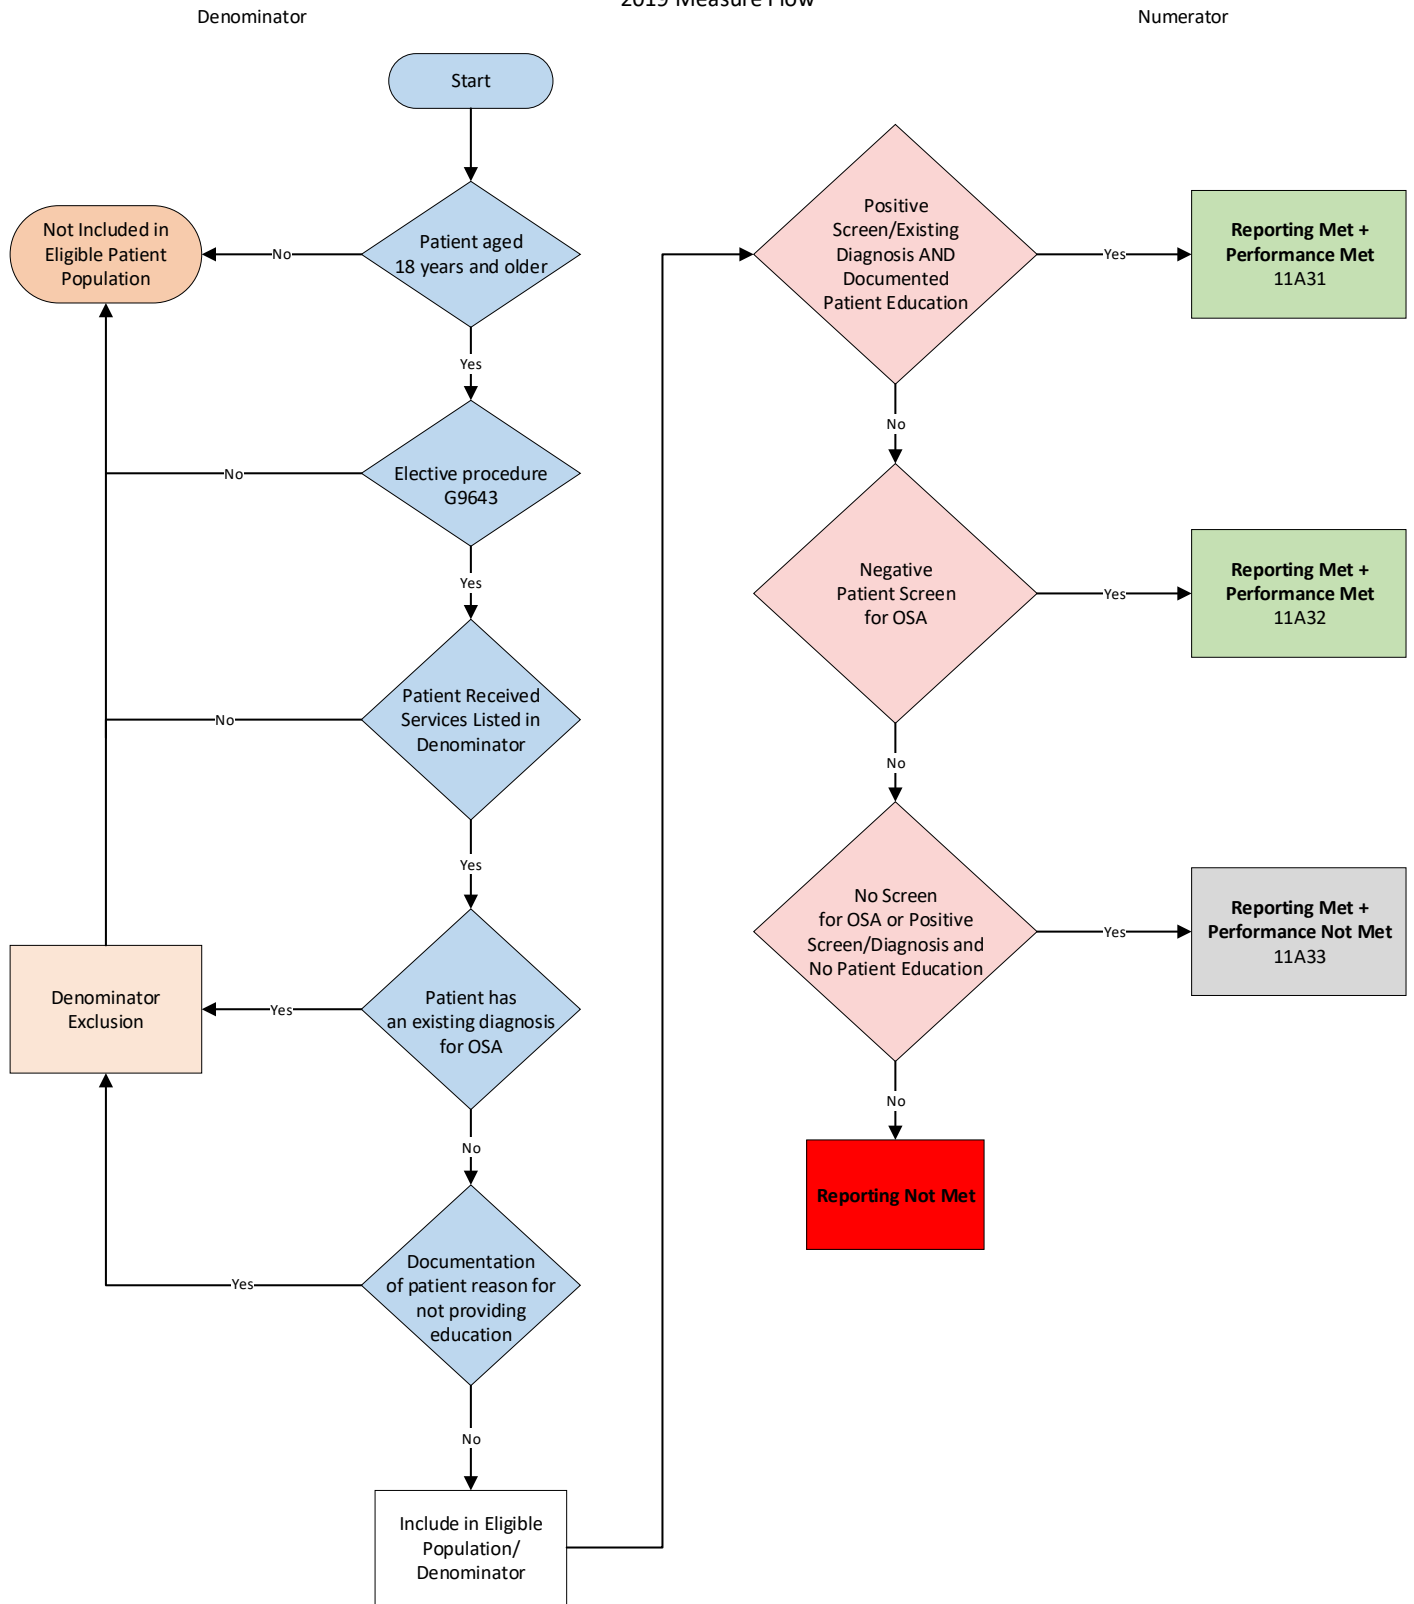 2019 Measure Flow
Denominator
Numerator
Start
Patient aged
18 years and older
No
Not Included in
Eligible Patient
Population
Yes
Elective procedure
G9643
No
Yes
Patient Received
Services Listed in
Denominator
No
Yes
Patient has
an existing diagnosis
for OSA
Yes
Denominator
Exclusion
No
Documentation
of patient reason for
not providing
education
Yes
No
Include in Eligible
Population/
Denominator
Positive
Screen/Existing
Diagnosis AND
Documented
Patient Education
Yes
Reporting Met +
Performance Met
11A31
No
Negative
Patient Screen
for OSA
Yes
Reporting Met +
Performance Met
11A32
No
No Screen
for OSA or Positive
Screen/Diagnosis and
No Patient Education
Yes
Reporting Met +
Performance Not Met
11A33
No
Reporting Not Met